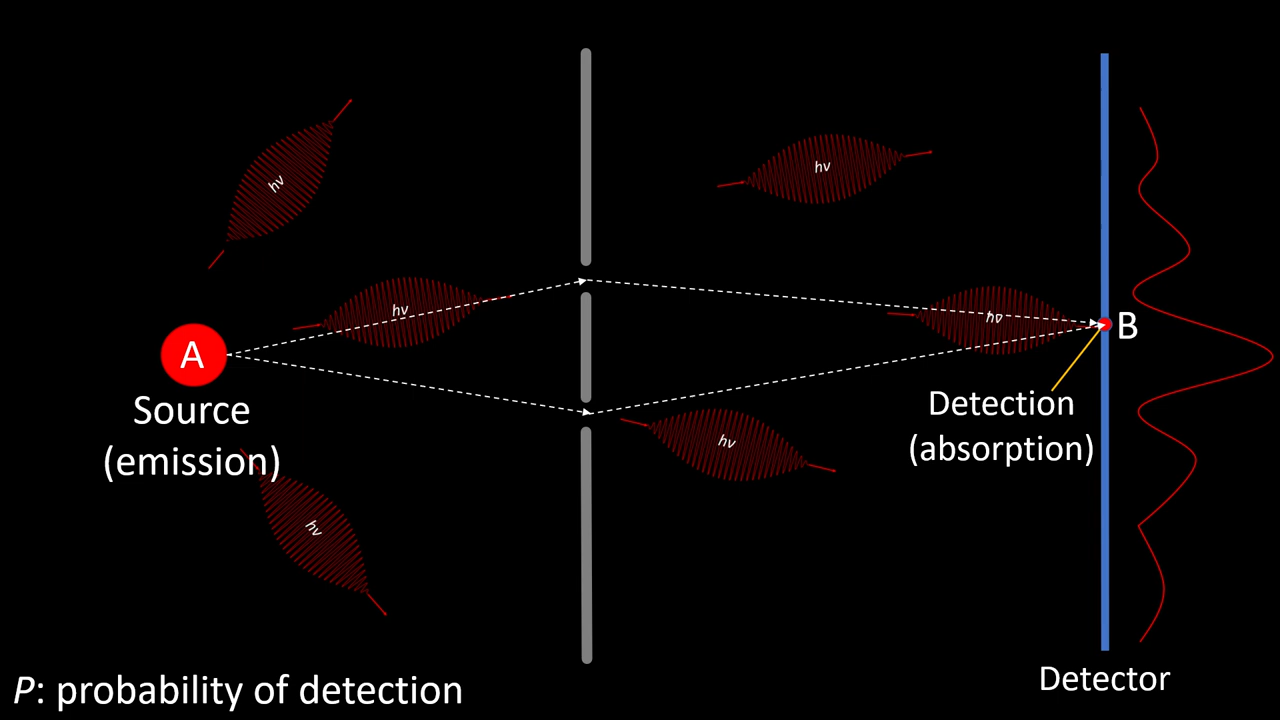 hν
hν
hν
hν
A
B
Source
(emission)
Detection
(absorption)
hν
hν
Detector
P: probability of detection